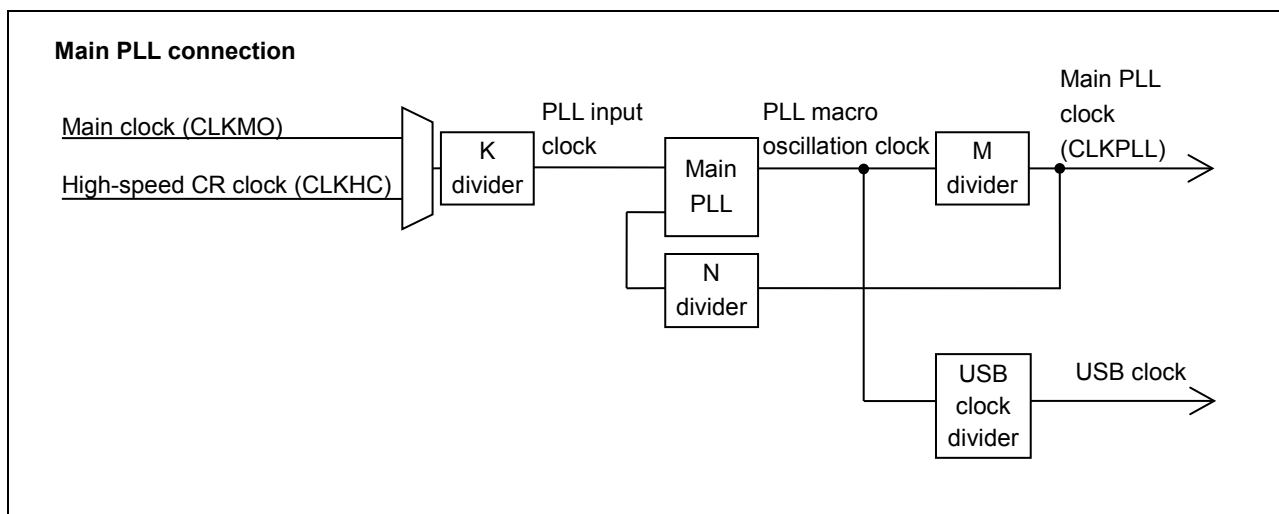 Main PLL connection
Main clock (CLKMO)
High-speed CR clock (CLKHC)
K
divider
PLL input
clock
Main
PLL
N
divider
PLL macro
oscillation clock
M
divider
Main PLL
clock
(CLKPLL)
USB
clock
divider
USB clock